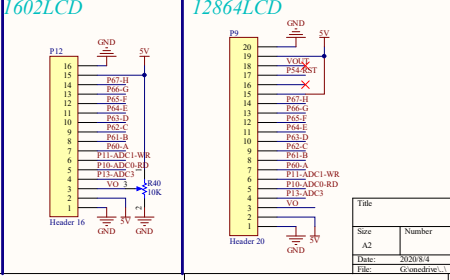 1602LCD
12864LCD
P12
GND
5V
16
15
14
13
12
11
10
9
8
7
6
5
4
3
2
1
P67-H
P66-G
P65-F
P64-E
P63-D
P62-C
P61-B
P60-A
P11-ADC1-WR
P10-ADC0-RD
P13-ADC3
VO 3
1
2
R40
10K
5V
GND
Header 16
P9
GND
5V
20
19
18
17
16
15
14
13
12
11
10
9
8
7
6
5
4
3
2
1
VOUT
P54-RST
P67-H
P66-G
P65-F
P64-E
P63-D
P62-C
P61-B
P60-A
P11-ADC1-WR
P10-ADC0-RD
P13-ADC3
VO
5V
GND
Header 20
Title
Size
Number
A2
Date: 2020/8/4
File: G:\onedrive\..\